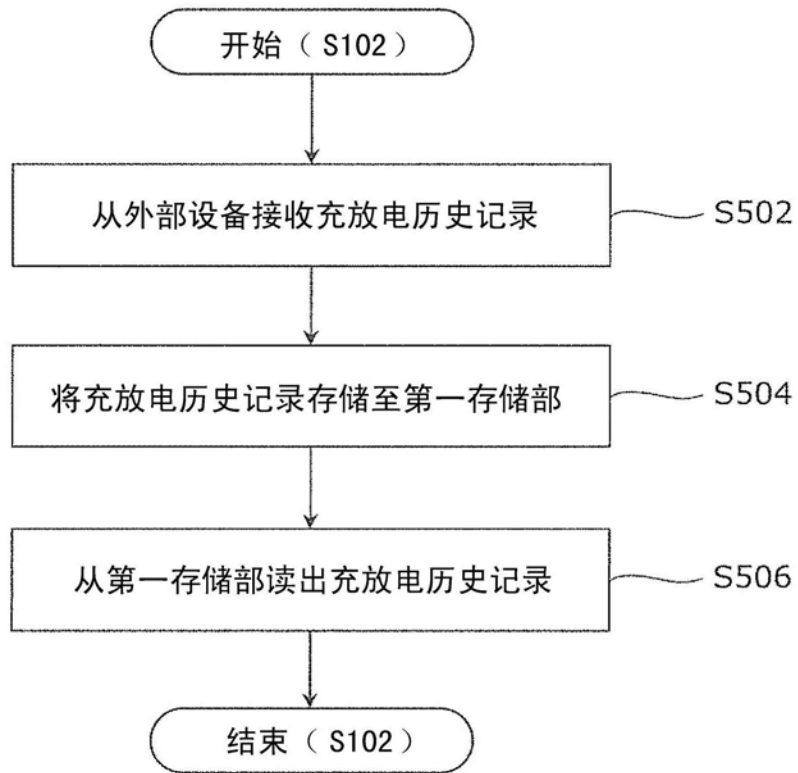 开始（S102）
从外部设备接收充放电历史记录
S502
将充放电历史记录存储至第一存储部
S504
从第一存储部读出充放电历史记录
S506
结束（S102）